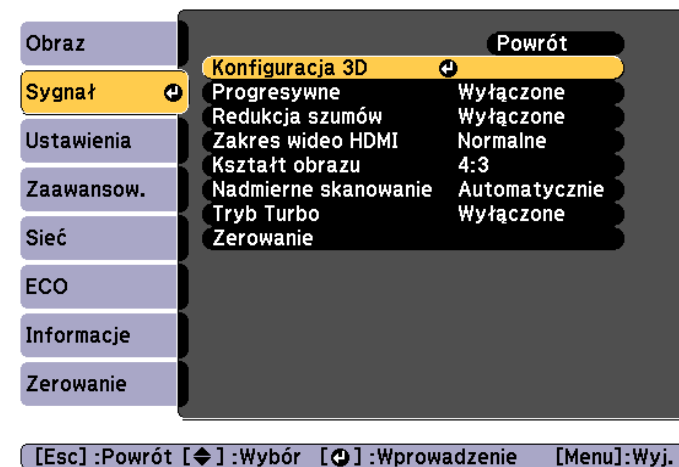 Obraz
Sygnał
Ustawienia
Zaawansow.
Sieć
ECO
Informacje
Zerowanie
Powrót
Konfiguracja 3D
Progresywne Wyłączone
Redukcja szumów Wyłączone
Zakres wideo HDMI Normalne
Kształt obrazu 4:3
Nadmierne skanowanie Automatycznie
Tryb Turbo Wyłączone
Zerowanie
[Esc] :Powrót [◆] :Wybór [⏎] :Wprowadzenie [Menu]:Wyj.